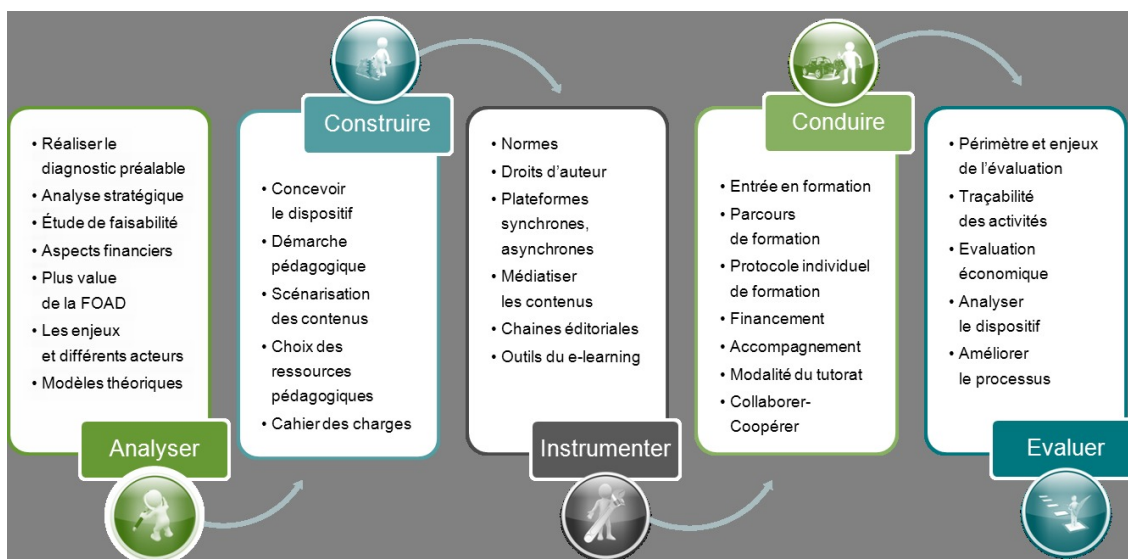 • Réaliser le
diagnostic préalable
• Analyse stratégique
• Étude de faisabilité
• Aspects financiers
• Plus value
de la FOAD
• Les enjeux
et différents acteurs
• Modèles théoriques
Analyser
Construire
• Concevoir
le dispositif
• Démarche
pédagogique
• Scénarisation
des contenus
• Choix des
ressources
pédagogiques
• Cahier des charges
• Normes
• Droits d'auteur
• Plateformes
synchrones,
asynchrones
• Médiatiser
les contenus
• Chaines éditoriales
• Outils du e-learning
Instrumenter
Conduire
• Entrée en formation
• Parcours
de formation
• Protocole individuel
de formation
• Financement
• Accompagnement
• Modalité du tutorat
• Collaborer-
Coopérer
• Périmètre et enjeux
de l'évaluation
• Traçabilité
des activités
• Evaluation
économique
• Analyser
le dispositif
• Améliorer
le processus
Evaluer